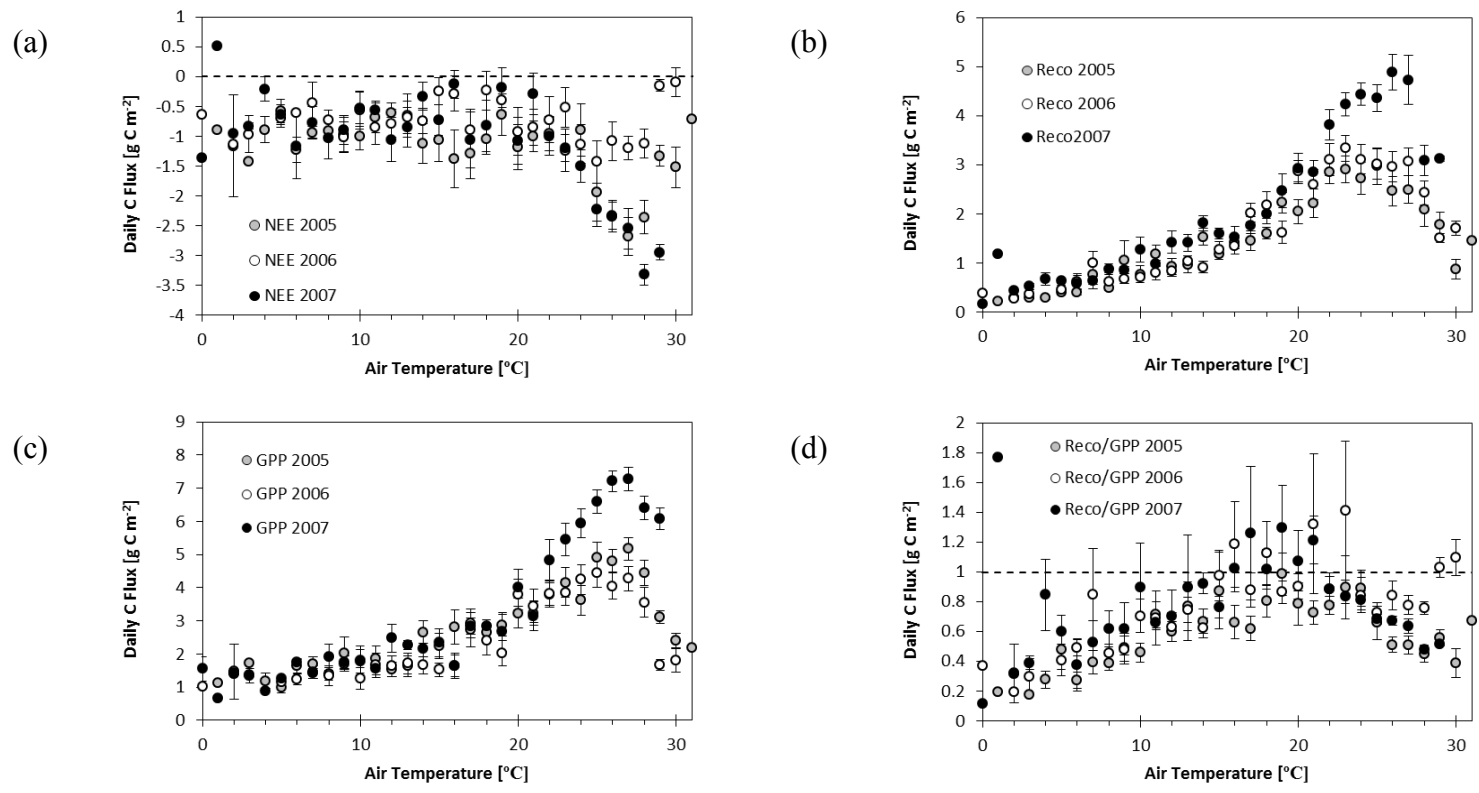 (a)
Daily C Flux [g C m-2]
1
0.5
0
-0.5
-1
-1.5
-2
-2.5
-3
-3.5
-4
NEE 2005
NEE 2006
NEE 2007
0
10
20
30
Air Temperature [°C]
(b)
Daily C Flux [g C m-2]
6
5
4
3
2
1
0
Reco 2005
Reco 2006
Reco2007
0
10
20
30
Air Temperature [°C]
(c)
Daily C Flux [g C m-2]
9
8
7
6
5
4
3
2
1
0
GPP 2005
GPP 2006
GPP 2007
0
10
20
30
Air Temperature [°C]
(d)
Daily C Flux [g C m-2]
2
1.8
1.6
1.4
1.2
1
0.8
0.6
0.4
0.2
0
Reco/GPP 2005
Reco/GPP 2006
Reco/GPP 2007
0
10
20
30
Air Temperature [°C]